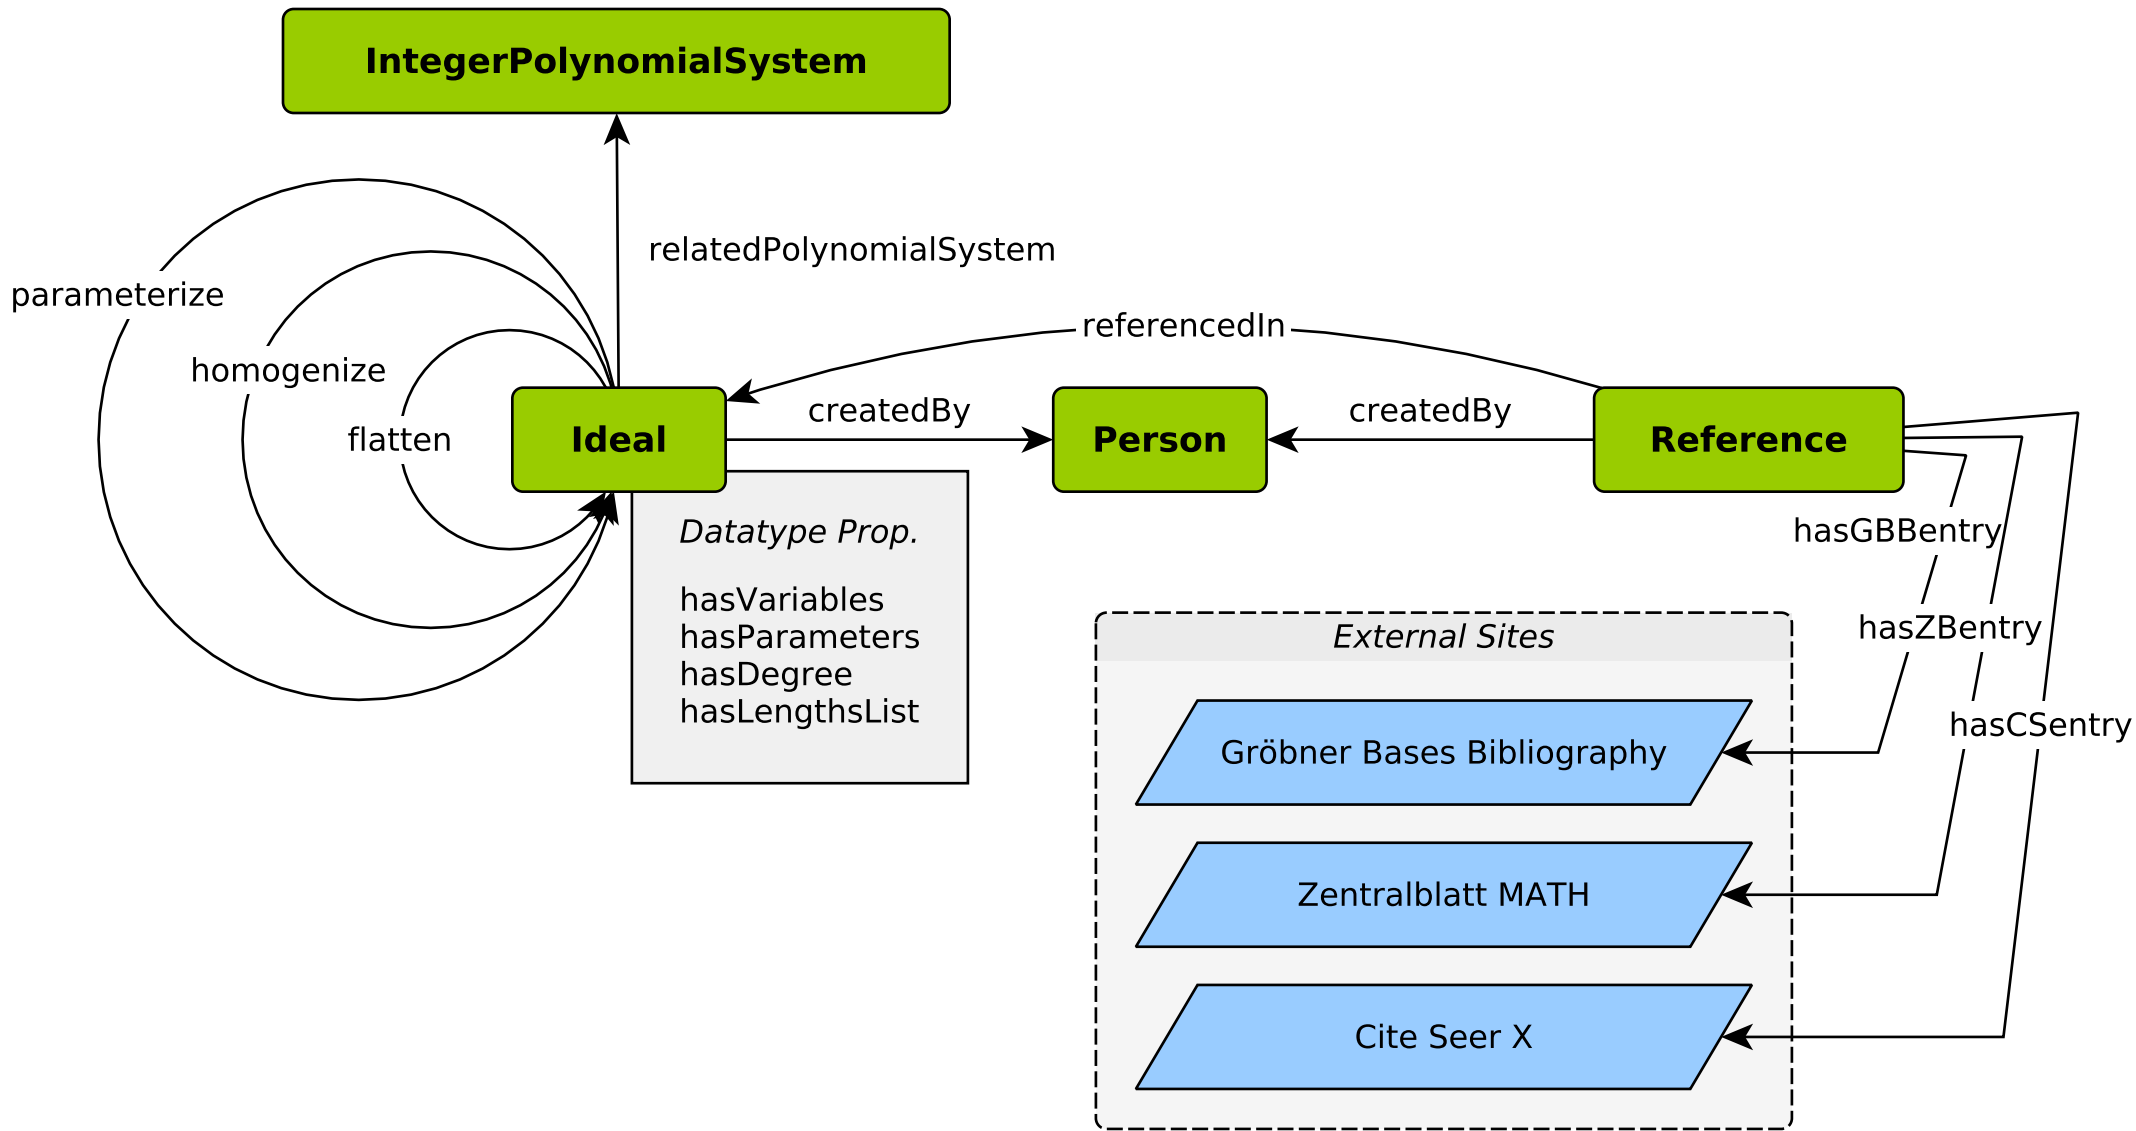 IntegerPolynomialSystem
relatedPolynomialSystem
parameterize
referencedIn
homogenize
createdBy
createdBy
flatten
Ideal
Person
Reference
Datatype Prop.
hasVariables
hasParameters
hasDegree
hasLengthsList
hasGBBentry
hasZBentry
hasCSentry
External Sites
Gröbner Bases Bibliography
Zentralblatt MATH
Cite Seer X